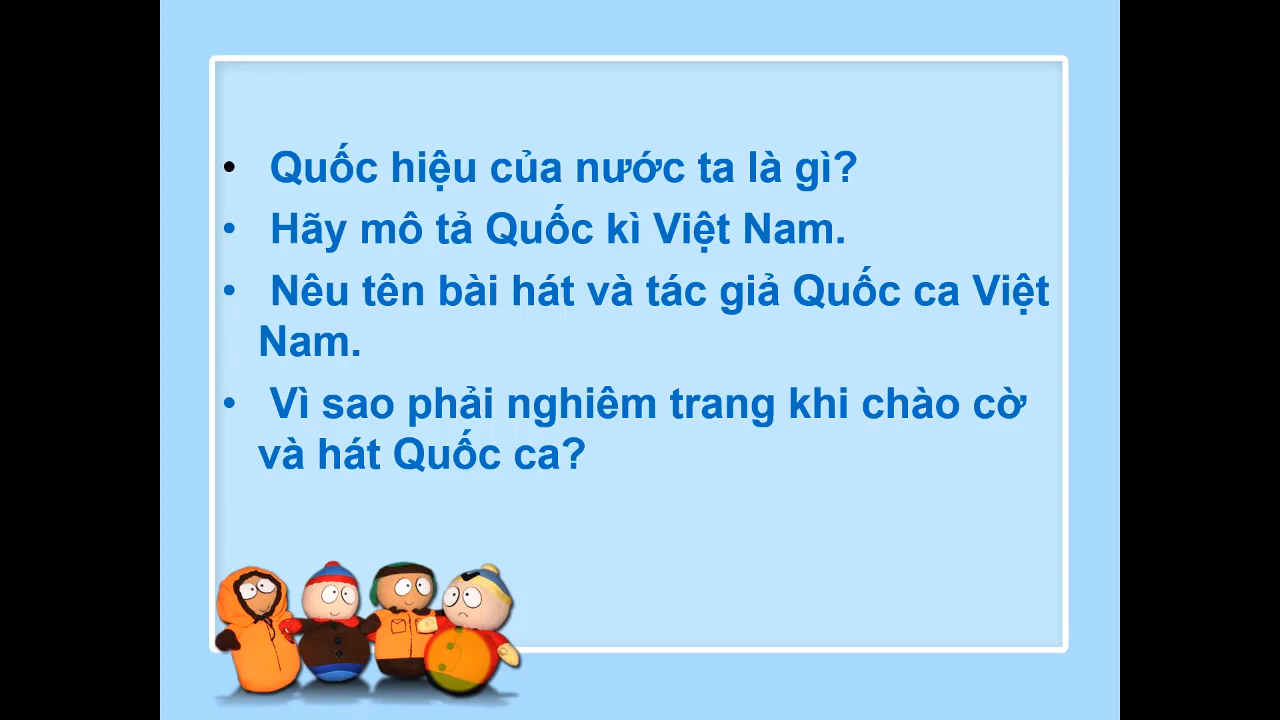 • Quốc hiệu của nước ta là gì?
• Hãy mô tả Quốc kì Việt Nam.
• Nêu tên bài hát và tác giả Quốc ca Việt
Nam.
• Vì sao phải nghiêm trang khi chào cờ
và hát Quốc ca?